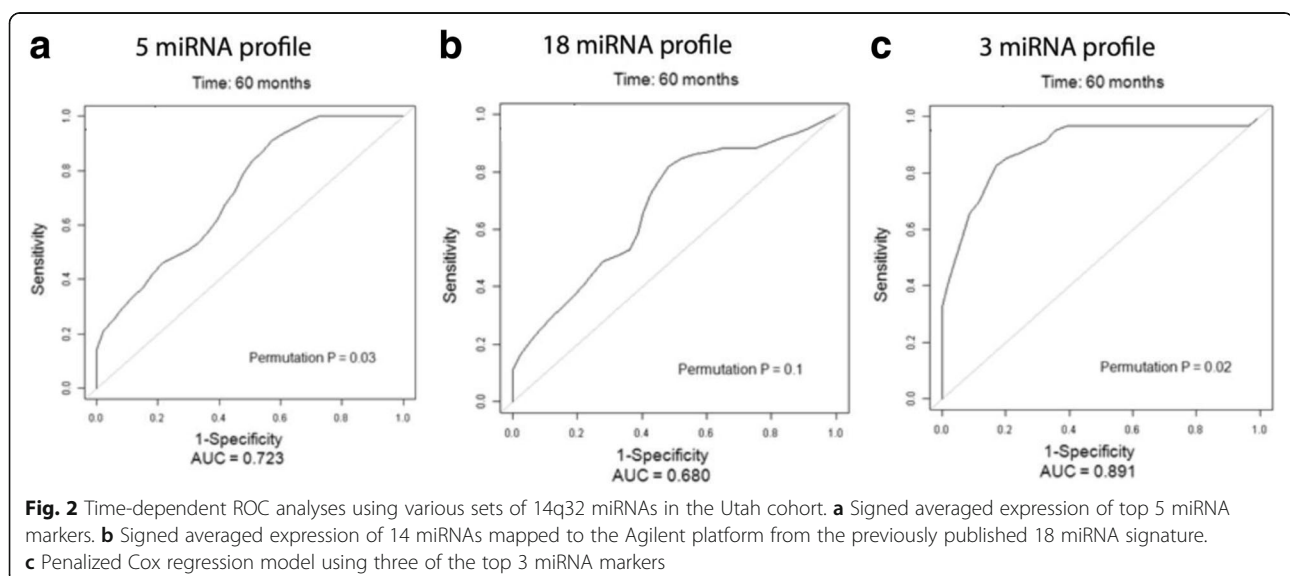 a 5 miRNA profile
Time: 60 months
Sensitivity
1.0
0.8
0.6
0.4
0.2
0.0
Permutation P = 0.03
0.0 0.2 0.4 0.6 0.8 1.0
1-Specificity
AUC = 0.723
b 18 miRNA profile
Time: 60 months
Sensitivity
1.0
0.8
0.6
0.4
0.2
0.0
Permutation P = 0.1
0.0 0.2 0.4 0.6 0.8 1.0
1-Specificity
AUC = 0.680
c 3 miRNA profile
Time: 60 months
Sensitivity
1.0
0.8
0.6
0.4
0.2
0.0
Permutation P = 0.02
0.0 0.2 0.4 0.6 0.8 1.0
1-Specificity
AUC = 0.891
Fig. 2 Time-dependent ROC analyses using various sets of 14q32 miRNAs in the Utah cohort. a Signed averaged expression of top 5 miRNA
markers. b Signed averaged expression of 14 miRNAs mapped to the Agilent platform from the previously published 18 miRNA signature.
c Penalized Cox regression model using three of the top 3 miRNA markers